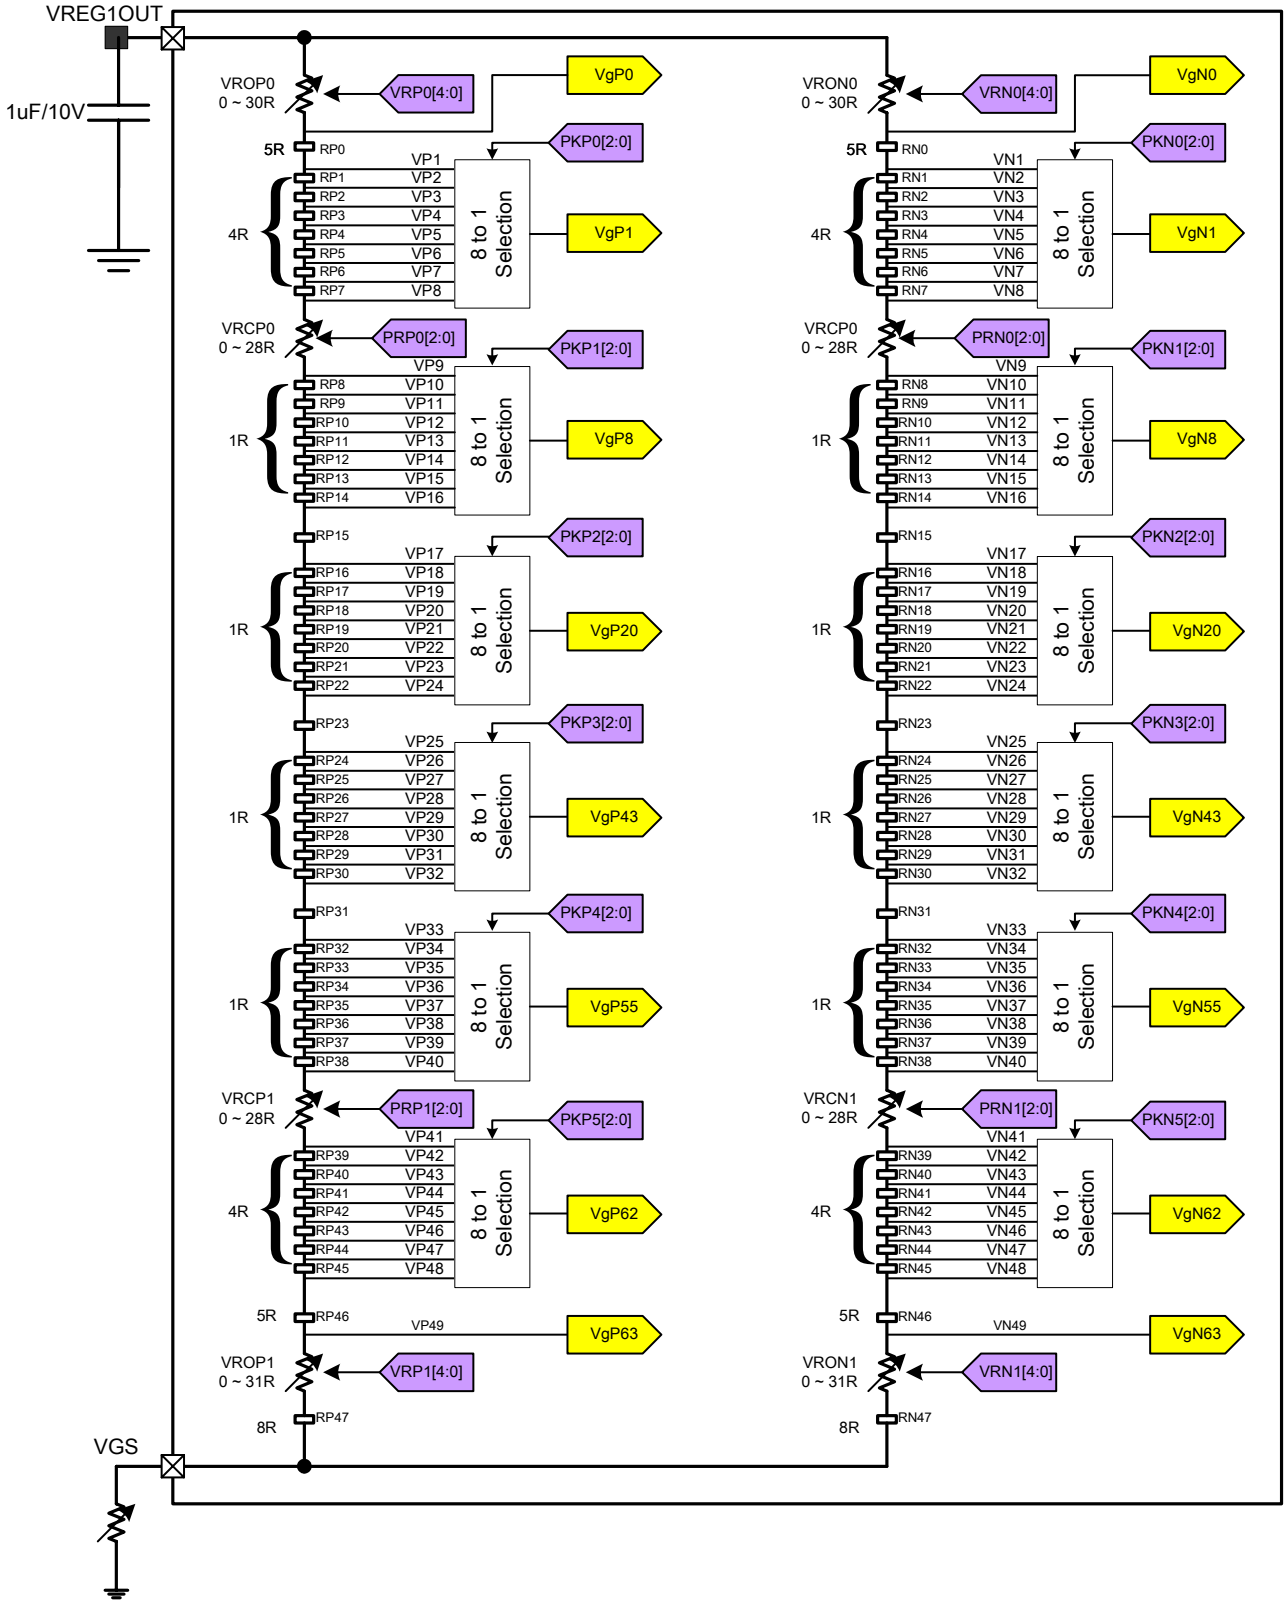 VREG1OUT
1uF/10V
VROP0
0 ~ 30R
VRP0[4:0]
VgP0
5R
RP0
PKP0[2:0]
VP1
RP1
VP2
RP2
VP3
RP3
VP4
RP4
VP5
RP5
VP6
RP6
VP7
RP7
VP8
4R
8 to 1
Selection
VgP1
VRCP0
0 ~ 28R
PRP0[2:0]
PKP1[2:0]
VP9
RP8
VP10
RP9
VP11
RP10
VP12
RP11
VP13
RP12
VP14
RP13
VP15
RP14
VP16
1R
8 to 1
Selection
VgP8
RP15
PKP2[2:0]
VP17
RP16
VP18
RP17
VP19
RP18
VP20
RP19
VP21
RP20
VP22
RP21
VP23
RP22
VP24
1R
8 to 1
Selection
VgP20
RP23
PKP3[2:0]
VP25
RP24
VP26
RP25
VP27
RP26
VP28
RP27
VP29
RP28
VP30
RP29
VP31
RP30
VP32
1R
8 to 1
Selection
VgP43
RP31
PKP4[2:0]
VP33
RP32
VP34
RP33
VP35
RP34
VP36
RP35
VP37
RP36
VP38
RP37
VP39
RP38
VP40
1R
8 to 1
Selection
VgP55
VRCP1
0 ~ 28R
PRP1[2:0]
PKP5[2:0]
VP41
RP39
VP42
RP40
VP43
RP41
VP44
RP42
VP45
RP43
VP46
RP44
VP47
RP45
VP48
4R
8 to 1
Selection
VgP62
5R
RP46
VP49
VgP63
VROP1
0 ~ 31R
VRP1[4:0]
8R
RP47
VRON0
0 ~ 30R
VRN0[4:0]
VgN0
5R
RN0
PKN0[2:0]
VN1
RN1
VN2
RN2
VN3
RN3
VN4
RN4
VN5
RN5
VN6
RN6
VN7
RN7
VN8
4R
8 to 1
Selection
VgN1
VRCP0
0 ~ 28R
PRN0[2:0]
PKN1[2:0]
VN9
RN8
VN10
RN9
VN11
RN10
VN12
RN11
VN13
RN12
VN14
RN13
VN15
RN14
VN16
1R
8 to 1
Selection
VgN8
RN15
PKN2[2:0]
VN17
RN16
VN18
RN17
VN19
RN18
VN20
RN19
VN21
RN20
VN22
RN21
VN23
RN22
VN24
1R
8 to 1
Selection
VgN20
RN23
PKN3[2:0]
VN25
RN24
VN26
RN25
VN27
RN26
VN28
RN27
VN29
RN28
VN30
RN29
VN31
RN30
VN32
1R
8 to 1
Selection
VgN43
RN31
PKN4[2:0]
VN33
RN32
VN34
RN33
VN35
RN34
VN36
RN35
VN37
RN36
VN38
RN37
VN39
RN38
VN40
1R
8 to 1
Selection
VgN55
VRCN1
0 ~ 28R
PRN1[2:0]
PKN5[2:0]
VN41
RN39
VN42
RN40
VN43
RN41
VN44
RN42
VN45
RN43
VN46
RN44
VN47
RN45
VN48
4R
8 to 1
Selection
VgN62
5R
RN46
VN49
VgN63
VRON1
0 ~ 31R
VRN1[4:0]
8R
RN47
VGS